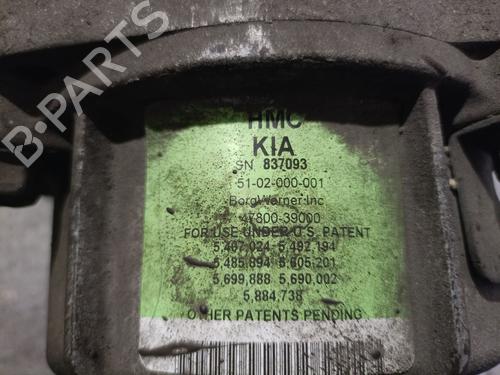 HMC
KIA
SN 837093
51-02-000-001
BorgWarner Inc
47800-39000
FOR USE UNDER U.S. PATENT
5,407,024 5,492,194
5,485,894 5,605,201
5,699,888 5,690,002
5,884,738
OTHER PATENTS PENDING
B-PARTS